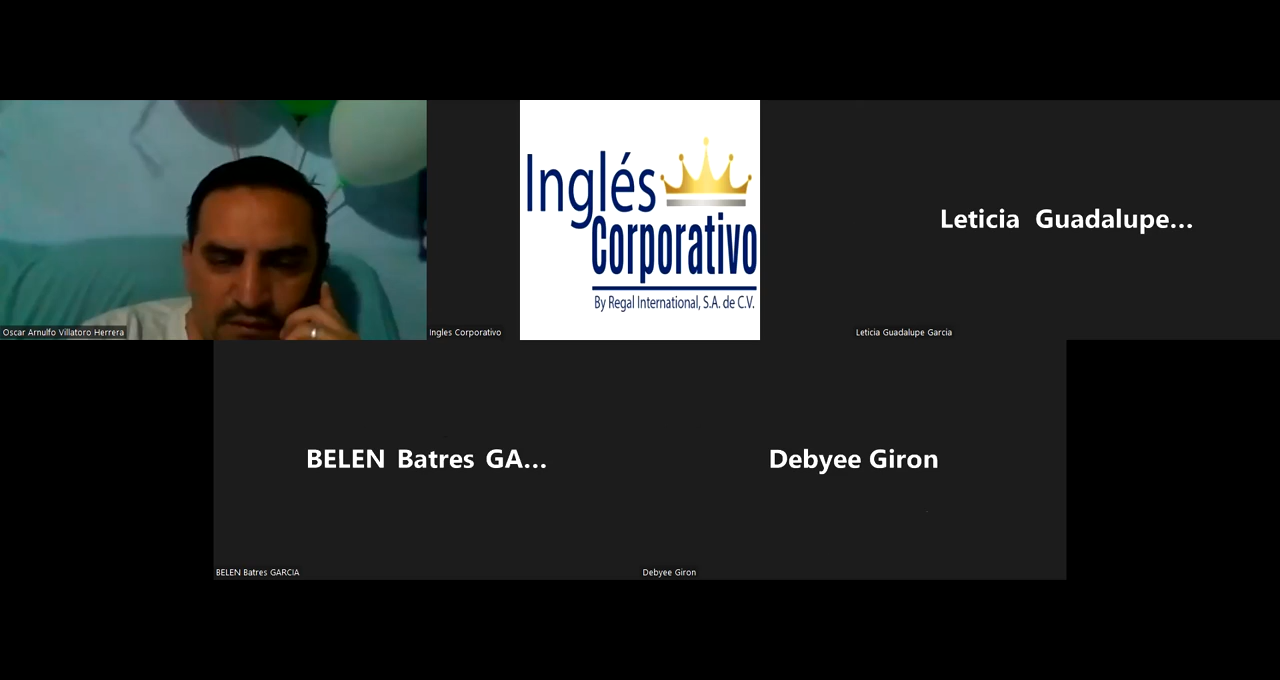 Oscar Arnulfo Villatoro Herrera
Inglés
Corporativo
By Regal International, S.A. de C.V.
Ingles Corporativo
Leticia Guadalupe...
Leticia Guadalupe Garcia
BELEN Batres GA...
BELEN Batres GARCIA
Debyee Giron
Debyee Giron